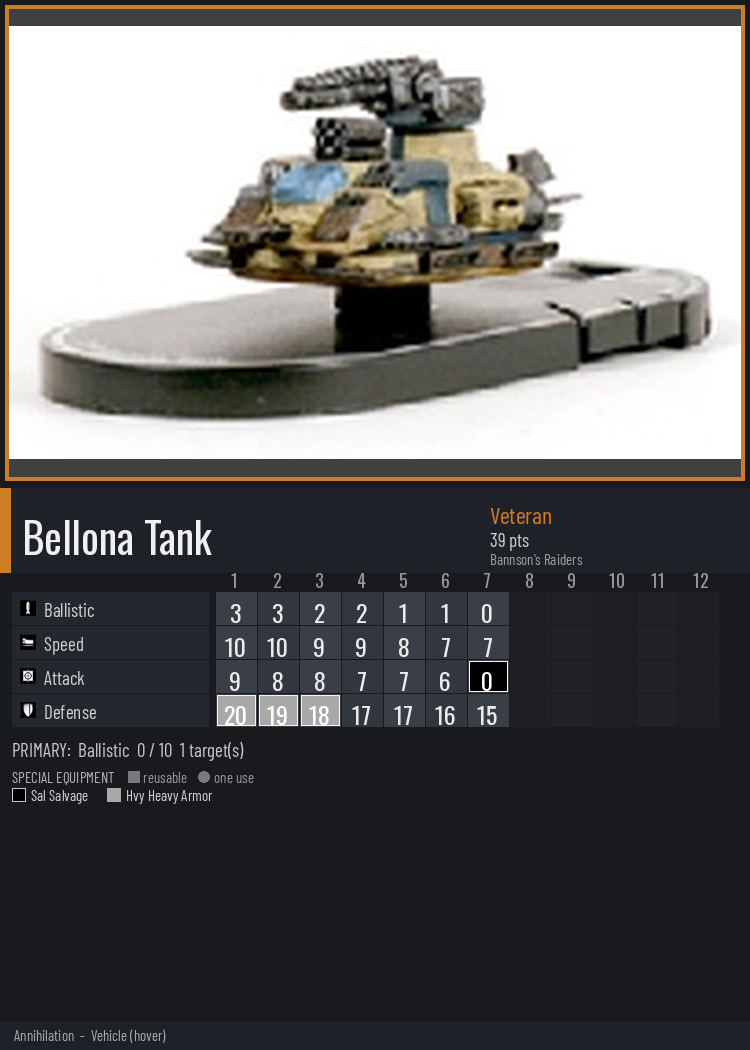 Bellona Tank
Veteran
39 pts
Bannson's Raiders
1 2 3 4 5 6 7 8 9 10 11 12
Ballistic 3 3 2 2 1 1 0
Speed 10 10 9 9 8 7 7
Attack 9 8 8 7 7 6 0
Defense 20 19 18 17 17 16 15
PRIMARY: Ballistic 0 / 10 1 target(s)
SPECIAL EQUIPMENT reusable one use
Sal Salvage Hvy Heavy Armor
Annihilation - Vehicle (hover)